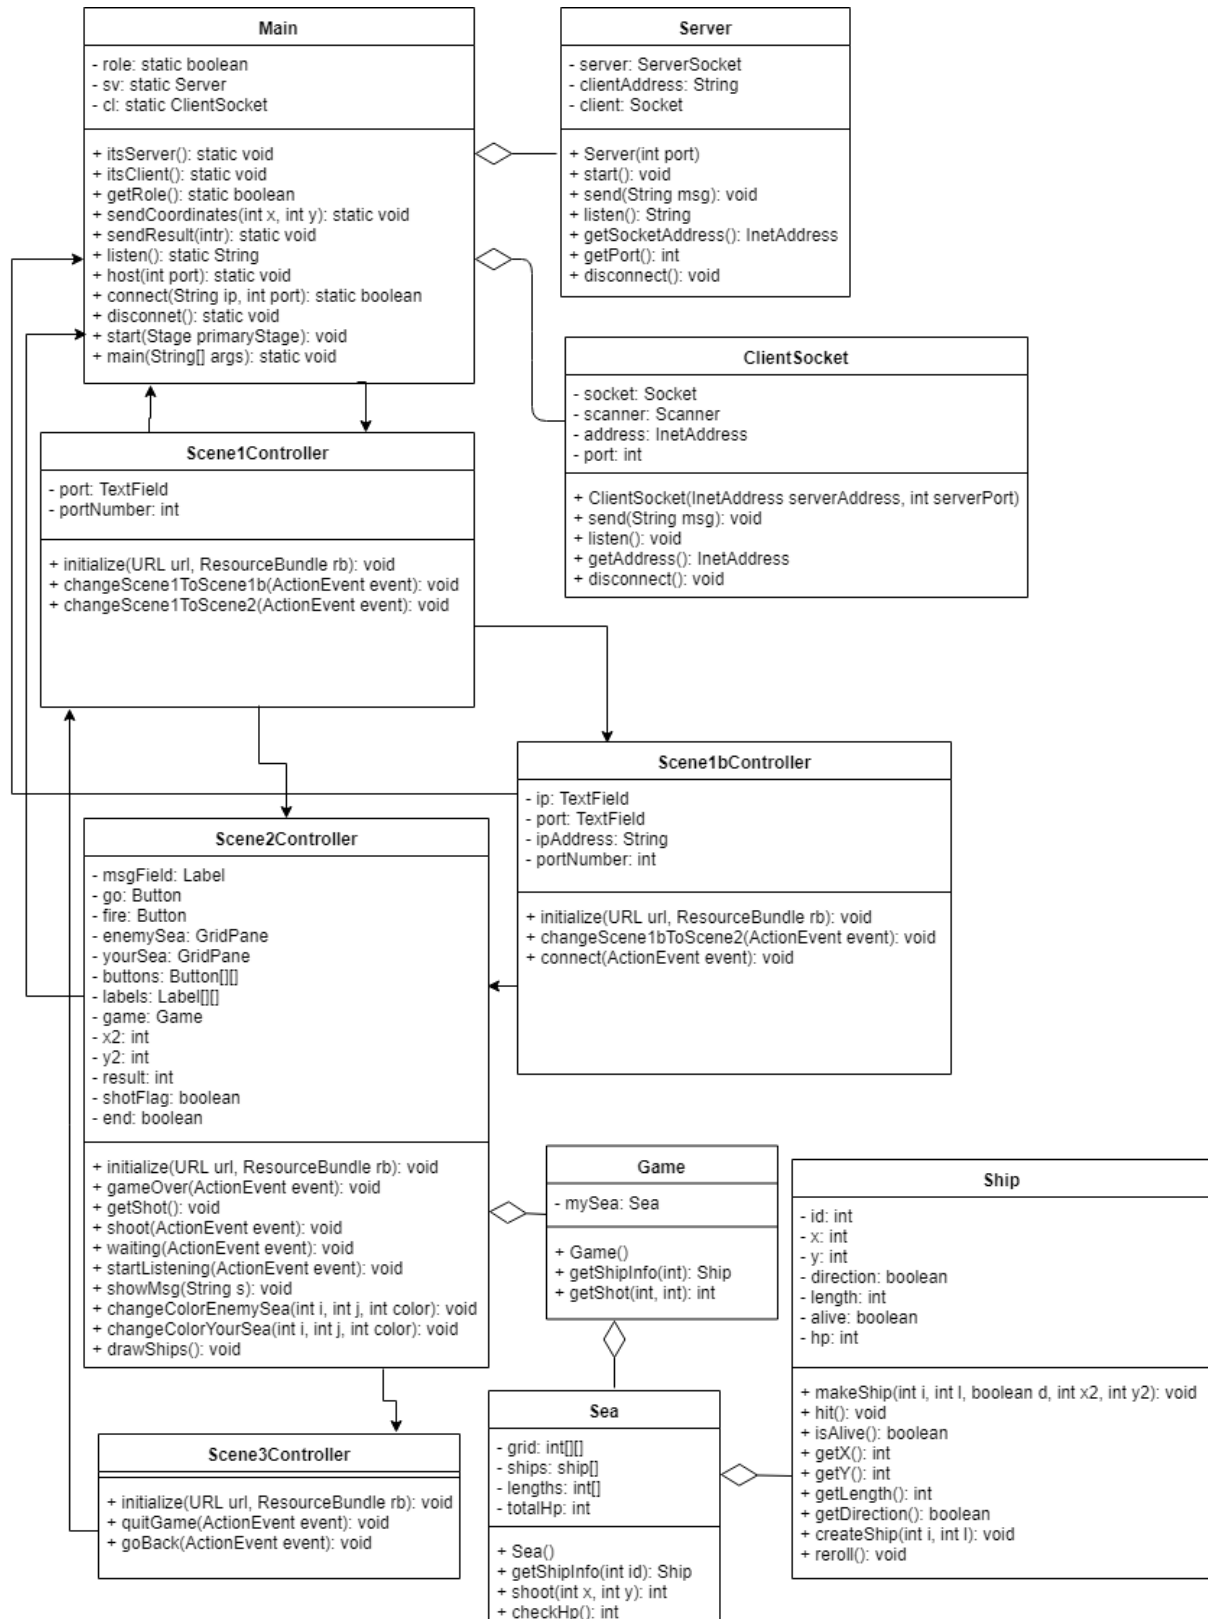 Main
- role: static boolean
- sv: static Server
- cl: static ClientSocket
+ itsServer(): static void
+ itsClient(): static void
+ getRole(): static boolean
+ sendCoordinates(int x, int y): static void
+ sendResult(intr): static void
+ listen(): static String
+ host(int port): static void
+ connect(String ip, int port): static boolean
+ disconnet(): static void
+ start(Stage primaryStage): void
+ main(String[] args): static void
Server
- server: ServerSocket
- clientAddress: String
- client: Socket
+ Server(int port)
+ start(): void
+ send(String msg): void
+ listen(): String
+ getSocketAddress(): InetAddress
+ getPort(): int
+ disconnect(): void
ClientSocket
- socket: Socket
- scanner: Scanner
- address: InetAddress
- port: int
+ ClientSocket(InetAddress serverAddress, int serverPort)
+ send(String msg): void
+ listen(): void
+ getAddress(): InetAddress
+ disconnect(): void
Scene1Controller
- port: TextField
- portNumber: int
+ initialize(URL url, ResourceBundle rb): void
+ changeScene1ToScene1b(ActionEvent event): void
+ changeScene1ToScene2(ActionEvent event): void
Scene1bController
- ip: TextField
- port: TextField
- ipAddress: String
- portNumber: int
+ initialize(URL url, ResourceBundle rb): void
+ changeScene1bToScene2(ActionEvent event): void
+ connect(ActionEvent event): void
Scene2Controller
- msgField: Label
- go: Button
- fire: Button
- enemySea: GridPane
- yourSea: GridPane
- buttons: Button[][]
- labels: Label[][]
- game: Game
- x2: int
- y2: int
- result: int
- shotFlag: boolean
- end: boolean
+ initialize(URL url, ResourceBundle rb): void
+ gameOver(ActionEvent event): void
+ getShot(): void
+ shoot(ActionEvent event): void
+ waiting(ActionEvent event): void
+ startListening(ActionEvent event): void
+ showMsg(String s): void
+ changeColorEnemySea(int i, int j, int color): void
+ changeColorYourSea(int i, int j, int color): void
+ drawShips(): void
Game
- mySea: Sea
+ Game()
+ getShipInfo(int): Ship
+ getShot(int, int): int
Ship
- id: int
- x: int
- y: int
- direction: boolean
- length: int
- alive: boolean
- hp: int
+ makeShip(int i, int l, boolean d, int x2, int y2): void
+ hit(): void
+ isAlive(): boolean
+ getX(): int
+ getY(): int
+ getLength(): int
+ getDirection(): boolean
+ createShip(int i, int l): void
+ reroll(): void
Sea
- grid: int[][]
- ships: ship[]
- lengths: int[]
- totalHp: int
+ Sea()
+ getShipInfo(int id): Ship
+ shoot(int x, int y): int
+ checkHp(): int
Scene3Controller
+ initialize(URL url, ResourceBundle rb): void
+ quitGame(ActionEvent event): void
+ goBack(ActionEvent event): void